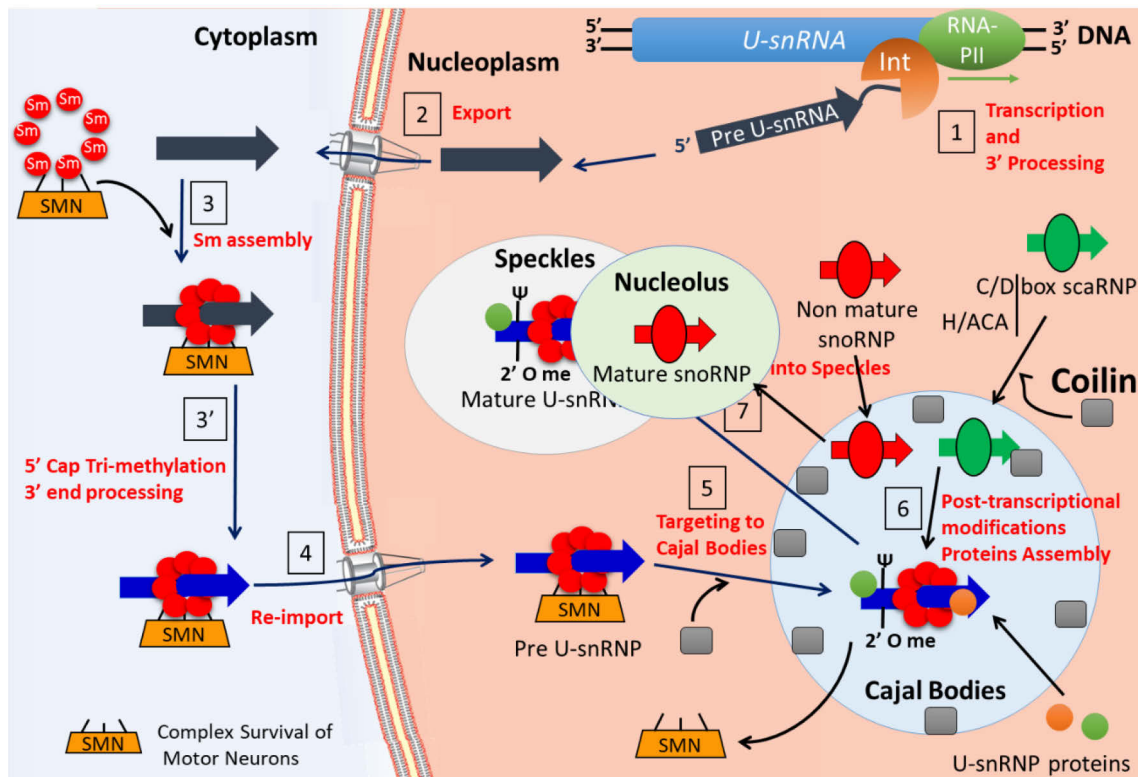 Cytoplasm
Nucleoplasm
5’
3’
U-snRNA
RNA-
PII
3’
5’
DNA
Int
Pre U-snRNA
5’
1
Transcription
and
3’ Processing
2
Export
Sm
Sm
Sm
Sm
Sm
Sm
Sm
SMN
3
Sm assembly
SMN
3’
5’ Cap Tri-methylation
3’ end processing
SMN
4
Re-import
SMN
Pre U-snRNP
5
Targeting to
Cajal Bodies
Speckles
Ψ
2’ O me
Mature U-snRN
Nucleolus
Mature snoRNP
into Speckles
7
Non mature
snoRNP
C/D box scaRNP
H/ACA
Coilin
6
Post-transcriptional
modifications
Proteins Assembly
Ψ
2’ O me
Cajal Bodies
SMN
U-snRNP proteins
SMN
Complex Survival of
Motor Neurons